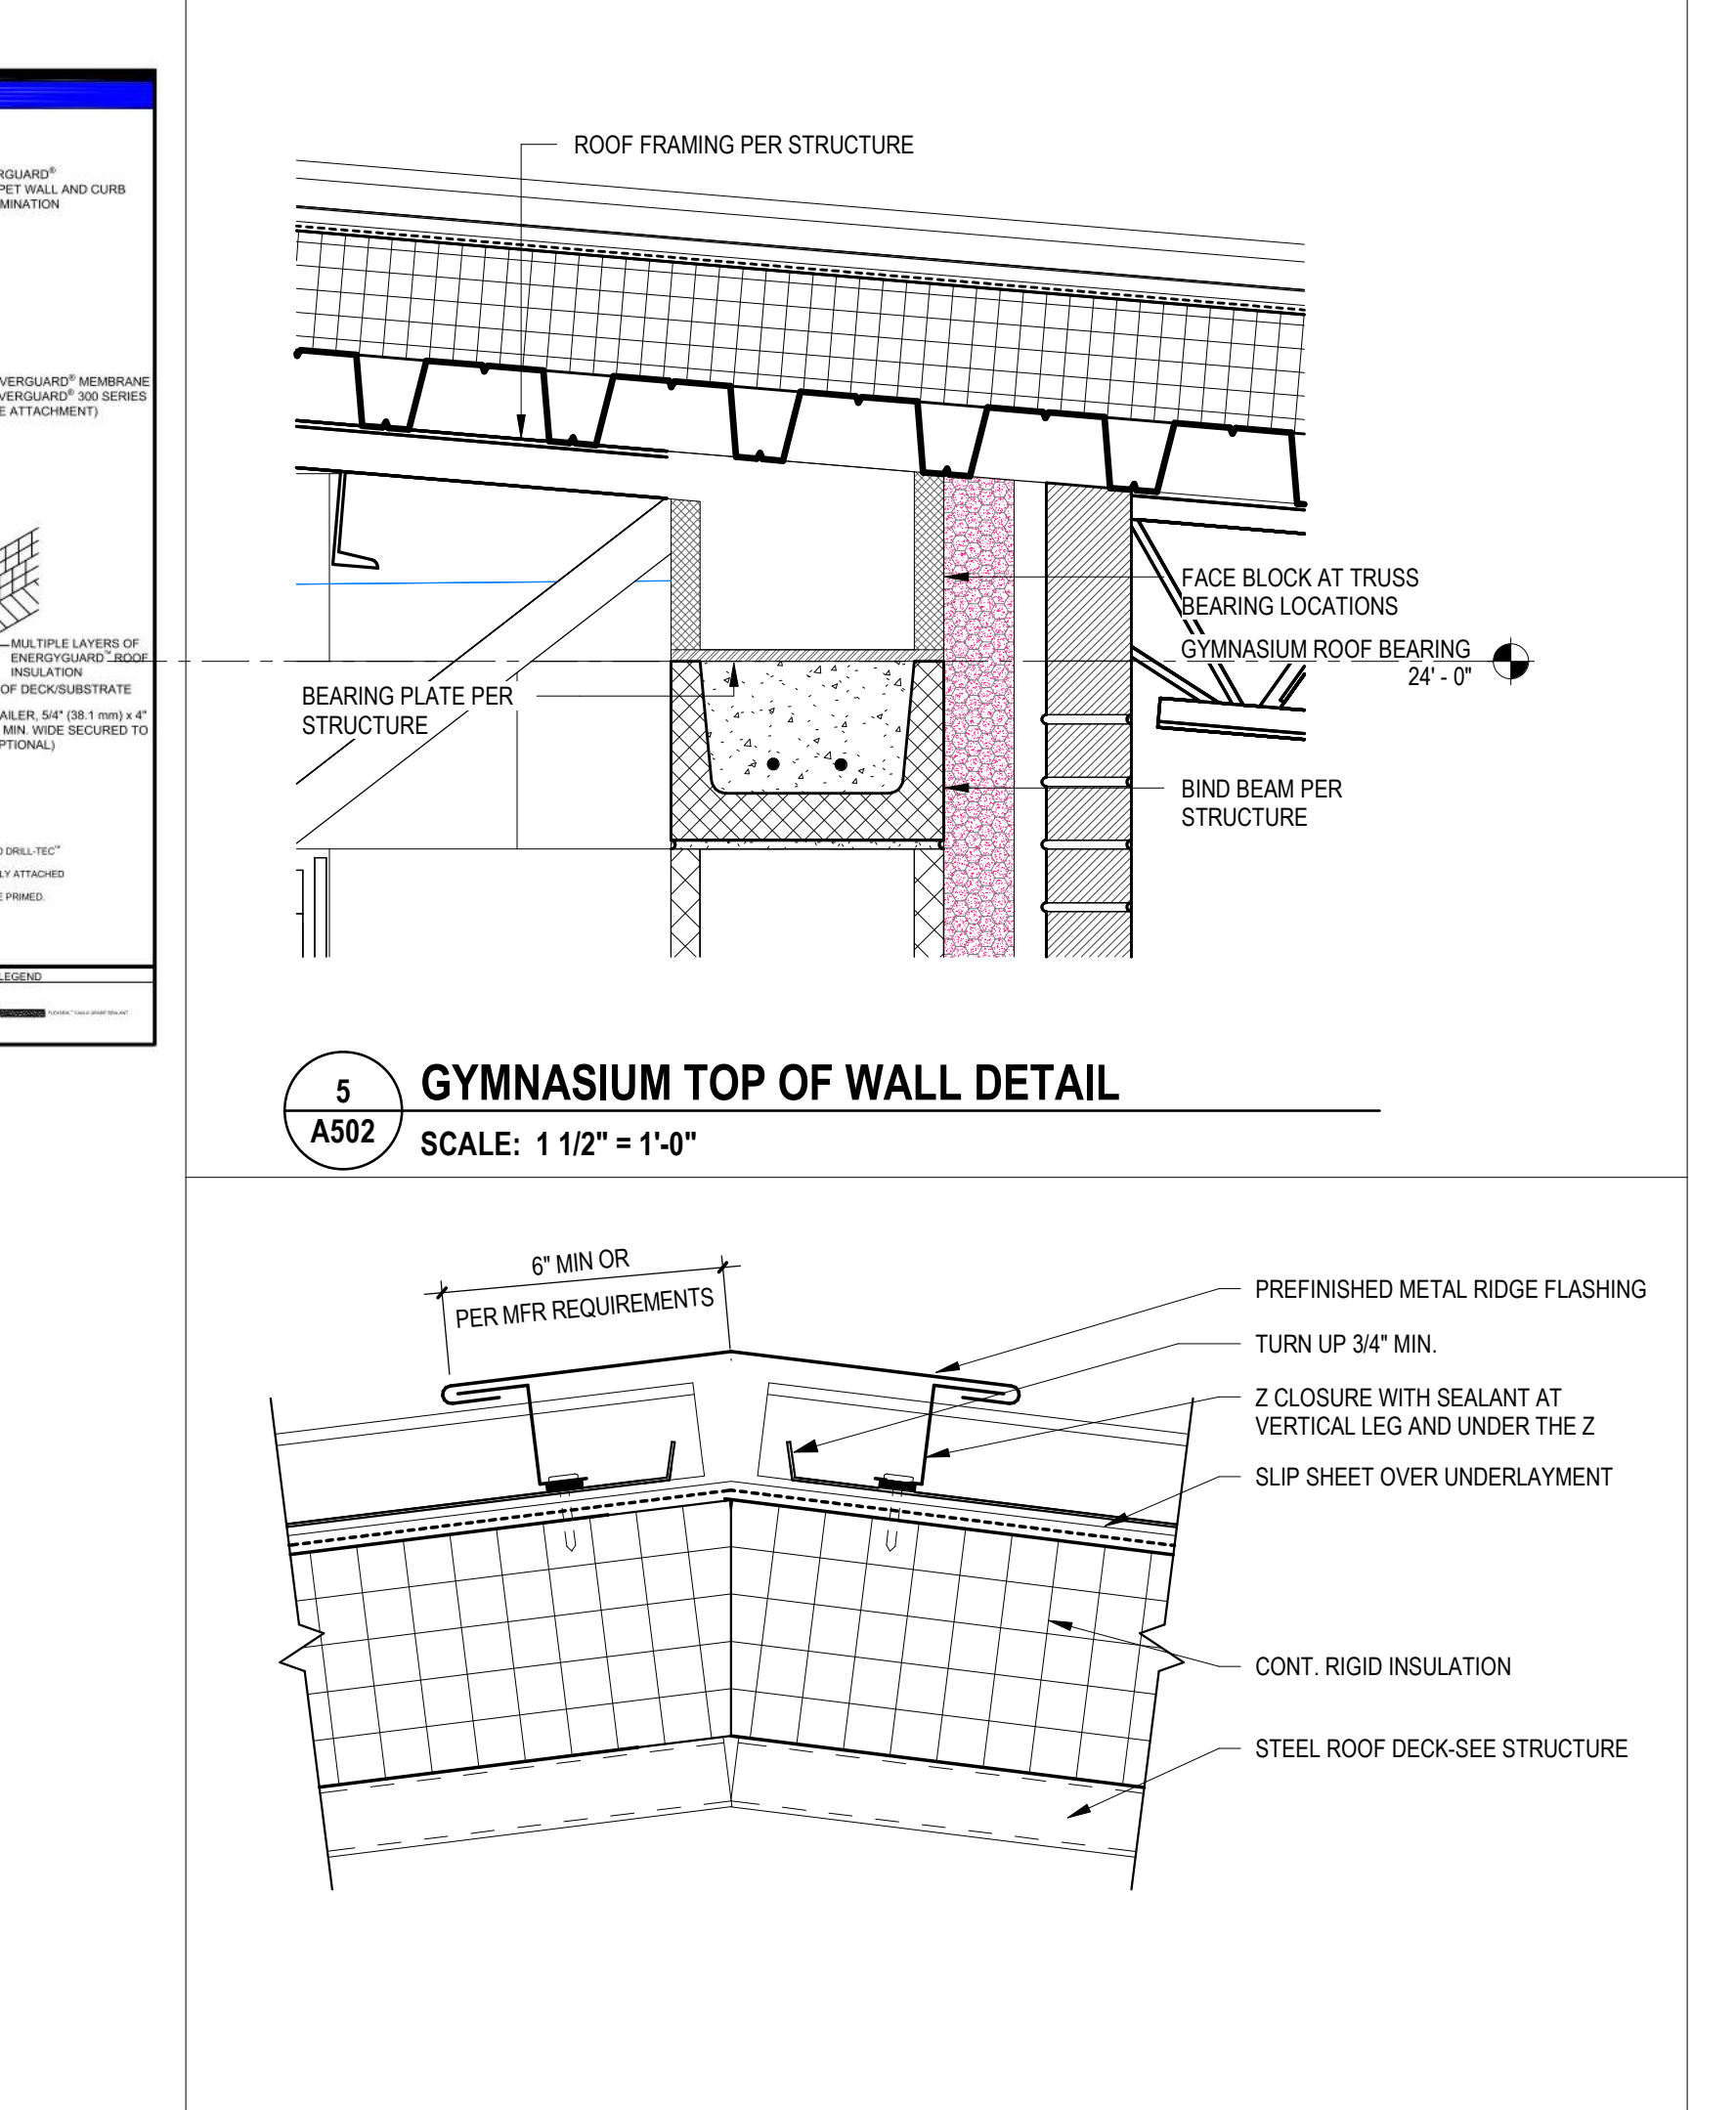 RGUARD®
PET WALL AND CURB
MINATION
VERGUARD® MEMBRANE
VERGUARD® 300 SERIES
E ATTACHMENT)
MULTIPLE LAYERS OF
ENERGYGUARD™ ROOF
INSULATION
OF DECK/SUBSTRATE
AILER, 5/4" (38.1 mm) x 4"
MIN. WIDE SECURED TO
PTIONAL)
D DRILL-TEC™
LY ATTACHED
E PRIMED.
LEGEND
ROOF FRAMING PER STRUCTURE
FACE BLOCK AT TRUSS
BEARING LOCATIONS
GYMNASIUM ROOF BEARING
24' - 0"
BEARING PLATE PER
STRUCTURE
BIND BEAM PER
STRUCTURE
5
A502
GYMNASIUM TOP OF WALL DETAIL
SCALE: 1 1/2" = 1'-0"
6" MIN OR
PER MFR REQUIREMENTS
PREFINISHED METAL RIDGE FLASHING
TURN UP 3/4" MIN.
Z CLOSURE WITH SEALANT AT
VERTICAL LEG AND UNDER THE Z
SLIP SHEET OVER UNDERLAYMENT
CONT. RIGID INSULATION
STEEL ROOF DECK-SEE STRUCTURE